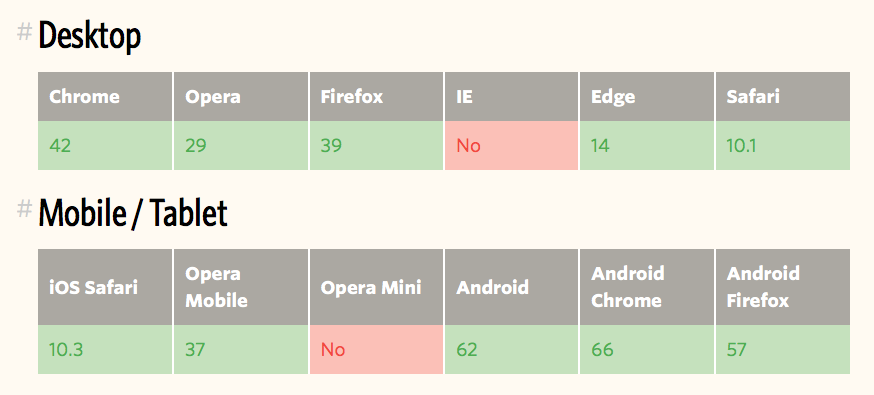 # Desktop
Chrome Opera Firefox IE Edge Safari
42 29 39 No 14 10.1
# Mobile / Tablet
iOS Safari Opera Mobile Opera Mini Android Android Chrome Android Firefox
10.3 37 No 62 66 57